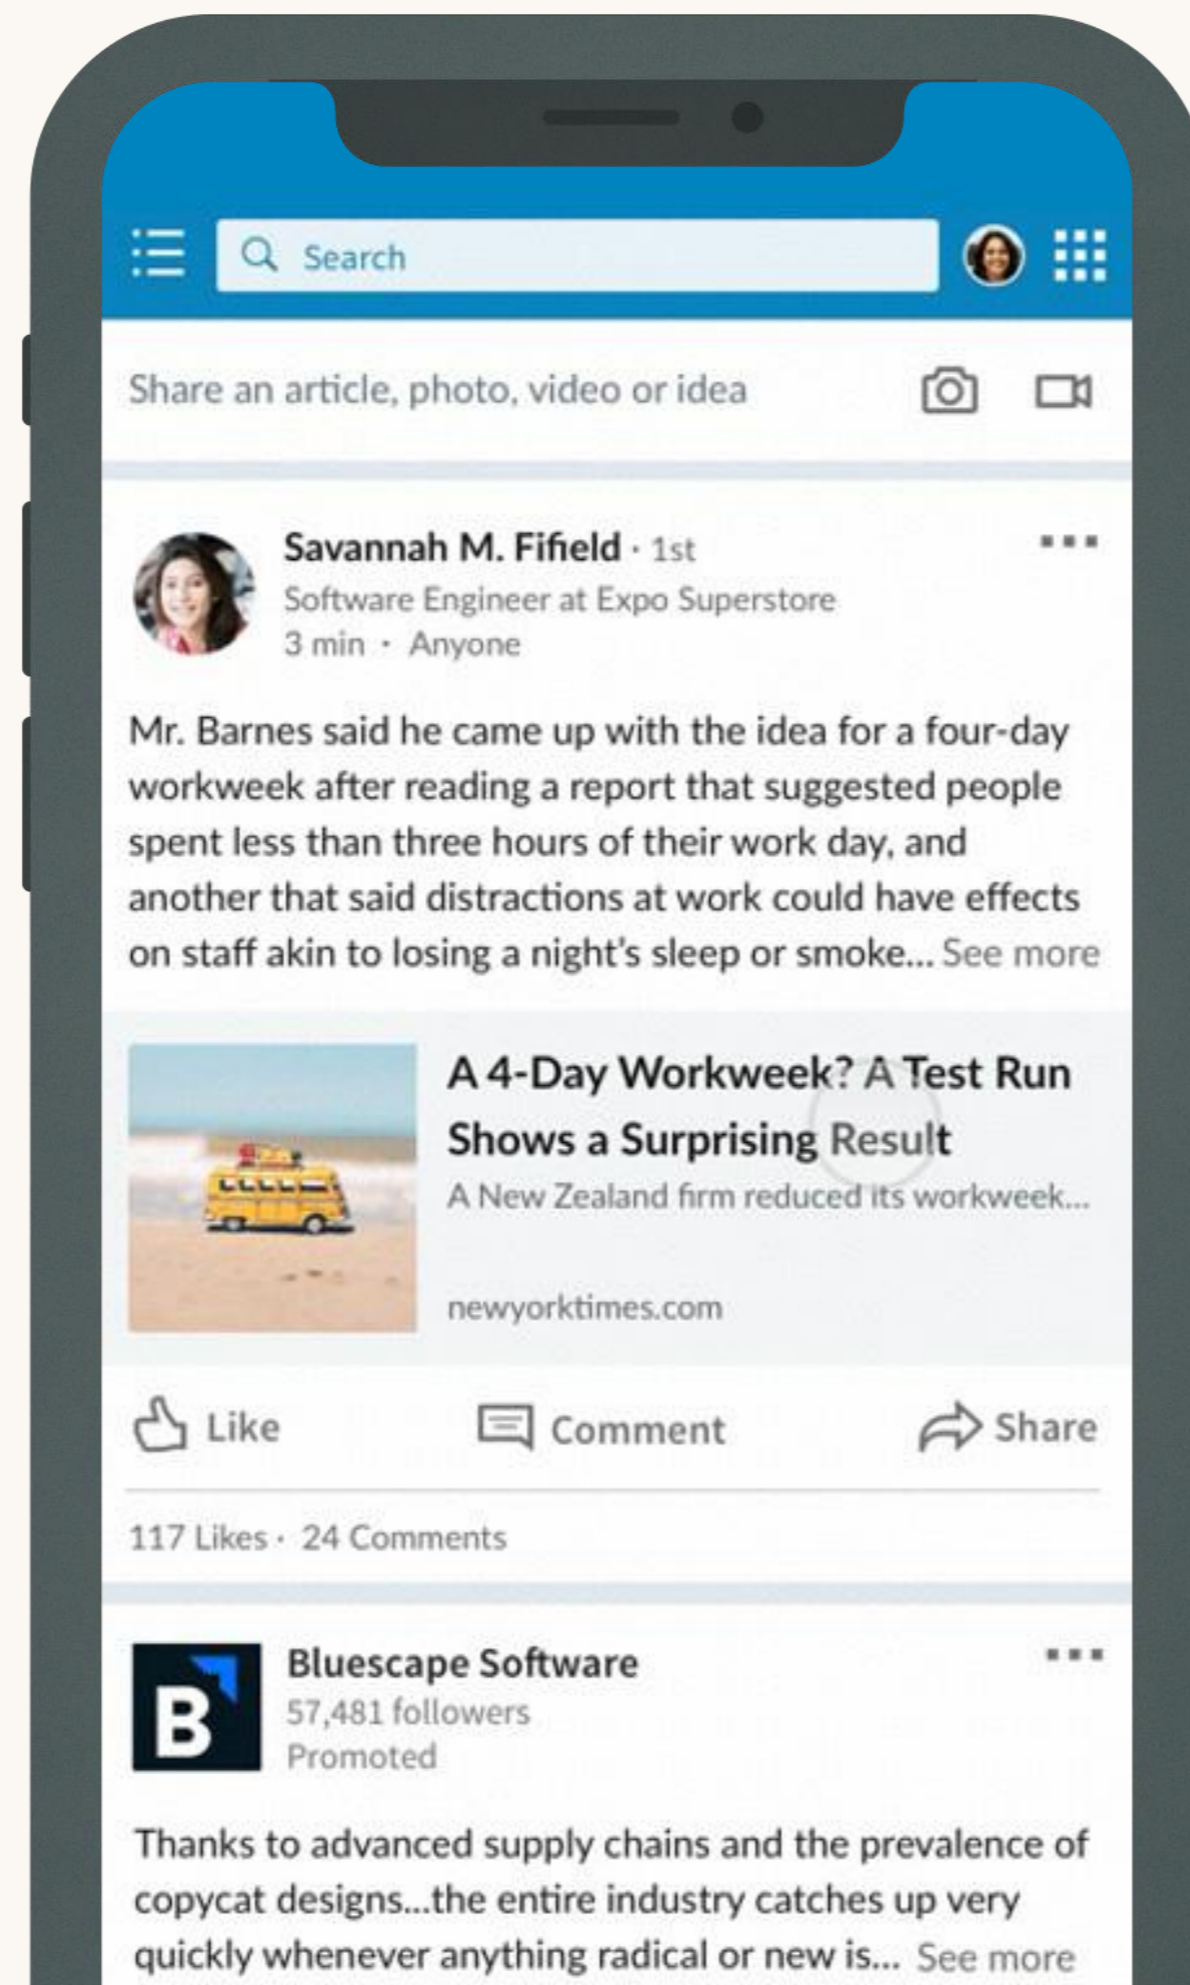 Search
Share an article, photo, video or idea
Savannah M. Fifield · 1st
Software Engineer at Expo Superstore
3 min · Anyone
Mr. Barnes said he came up with the idea for a four-day
workweek after reading a report that suggested people
spent less than three hours of their work day, and
another that said distractions at work could have effects
on staff akin to losing a night's sleep or smoke... See more
A 4-Day Workweek? A Test Run
Shows a Surprising Result
A New Zealand firm reduced its workweek...
newyorktimes.com
Like
Comment
Share
117 Likes · 24 Comments
B
Bluescape Software
57,481 followers
Promoted
Thanks to advanced supply chains and the prevalence of
copycat designs...the entire industry catches up very
quickly whenever anything radical or new is... See more